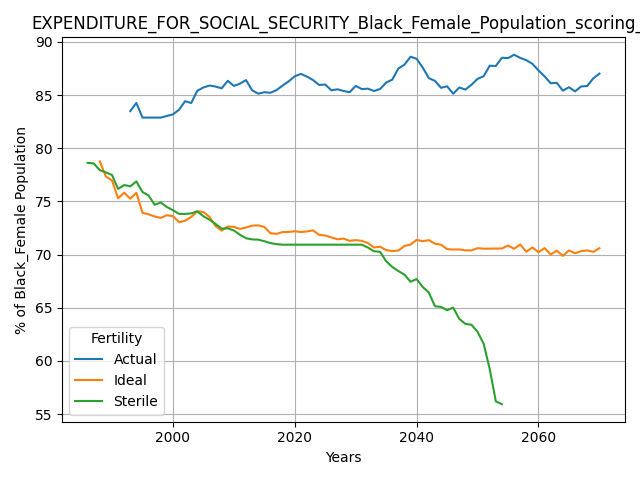 EXPENDITURE_FOR_SOCIAL_SECURITY_Black_Female_Population_scoring_
90
85
80
75
70
65
60
55
% of Black_Female Population
Fertility
Actual
Ideal
Sterile
2000 2020 2040 2060
Years